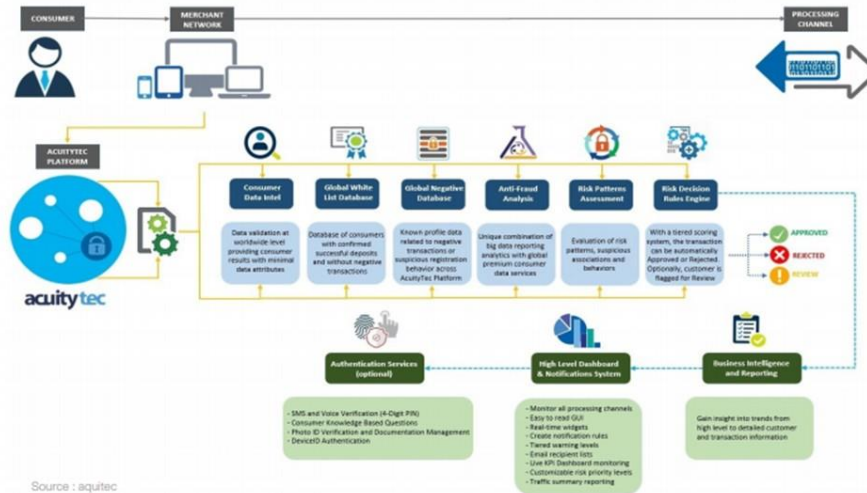 CONSUMER
MERCHANT
NETWORK
PROCESSING
CHANNEL
ACUITYTEC
PLATFORM
acuitytec
Consumer
Data Intel
Data validation at
worldwide level
providing consumer
results with minimal
data attributes
Global White
List Database
Database of consumers
with confirmed
successful deposits
and without negative
transactions
Global Negative
Database
Known profile data
related to negative
transactions or
suspicious registration
behavior across
AcuityTec Platform
Anti-Fraud
Analysis
Unique combination of
big data reporting
analytics with global
premium consumer
data services
Risk Patterns
Assessment
Evaluation of risk
patterns, suspicious
associations and
behaviors
Risk Decision
Rules Engine
With a tiered scoring
system, the transaction
can be automatically
Approved or Rejected.
Optionally, customer is
flagged for Review
APPROVED
REJECTED
REVIEW
Authentication Services
(optional)
- SMS and Voice Verification (4-Digit PIN)
- Consumer Knowledge Based Questions
- Photo ID Verification and Documentation Management
- DeviceID Authentication
High Level Dashboard
& Notifications System
- Monitor all processing channels
- Easy to read GUI
- Real-time widgets
- Create notification rules
- Tiered warning levels
- Email recipient lists
- Live KPI Dashboard monitoring
- Customizable risk priority levels
- Traffic summary reporting
Business Intelligence
and Reporting
Gain insight into trends from
high level to detailed customer
and transaction information
Source : aquitec